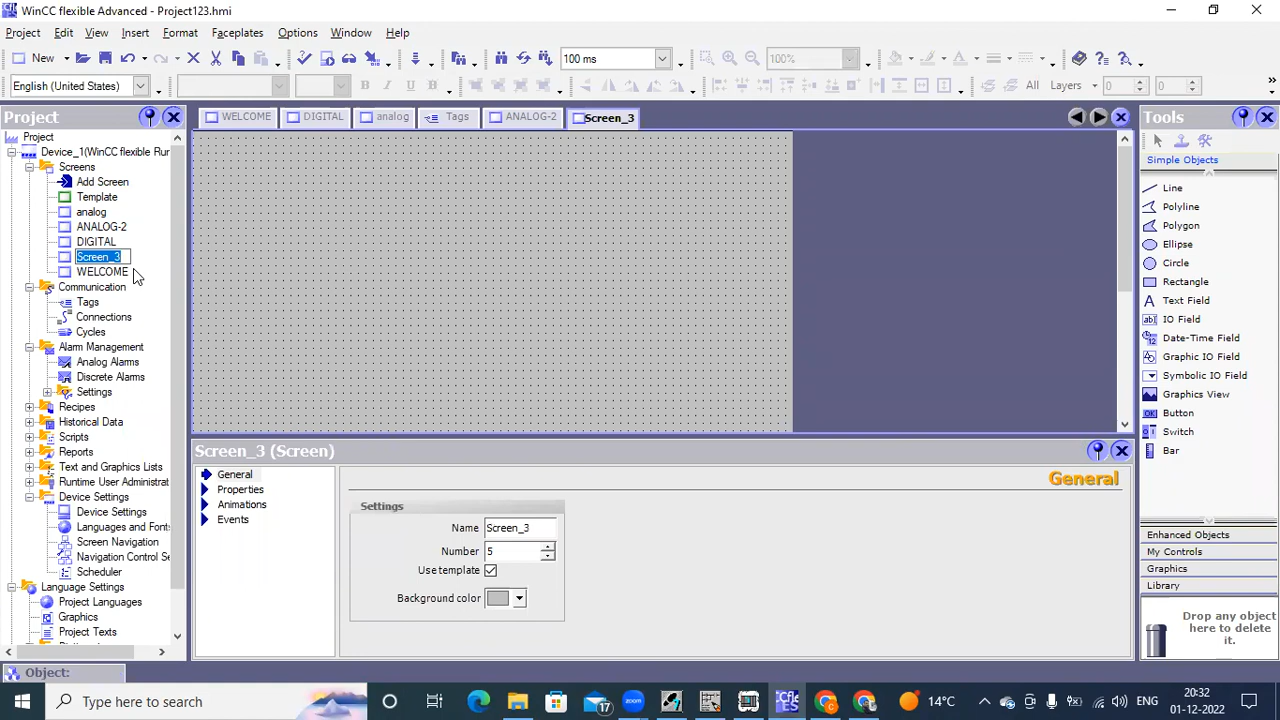 WinCC flexible Advanced - Project123.hmi
Project Edit View Insert Format Faceplates Options Window Help
New 100 ms 100%
English (United States) B I U All Layers 0 0
Project WELCOME DIGITAL analog Tags ANALOG-2 Screen_3 Tools
Project
Device_1(WinCC flexible Run
Screens
Add Screen
Template
analog
ANALOG-2
DIGITAL
Screen_3
WELCOME
Communication
Tags
Connections
Cycles
Alarm Management
Analog Alarms
Discrete Alarms
Settings
Recipes
Historical Data
Scripts
Reports
Text and Graphics Lists
Runtime User Administrat
Device Settings
Device Settings
Languages and Fonts
Screen Navigation
Navigation Control Se
Scheduler
Language Settings
Project Languages
Graphics
Project Texts
Screen_3 (Screen)
General
Properties
Animations
Events
General
Settings
Name Screen_3
Number 5
Use template
Background color
Simple Objects
Line
Polyline
Polygon
Ellipse
Circle
Rectangle
Text Field
IO Field
Date-Time Field
Graphic IO Field
Symbolic IO Field
Graphics View
Button
Switch
Bar
Enhanced Objects
My Controls
Graphics
Library
Drop any object
here to delete
it.
Object:
Type here to search 17 zoom 14°C ENG 20:32
01-12-2022